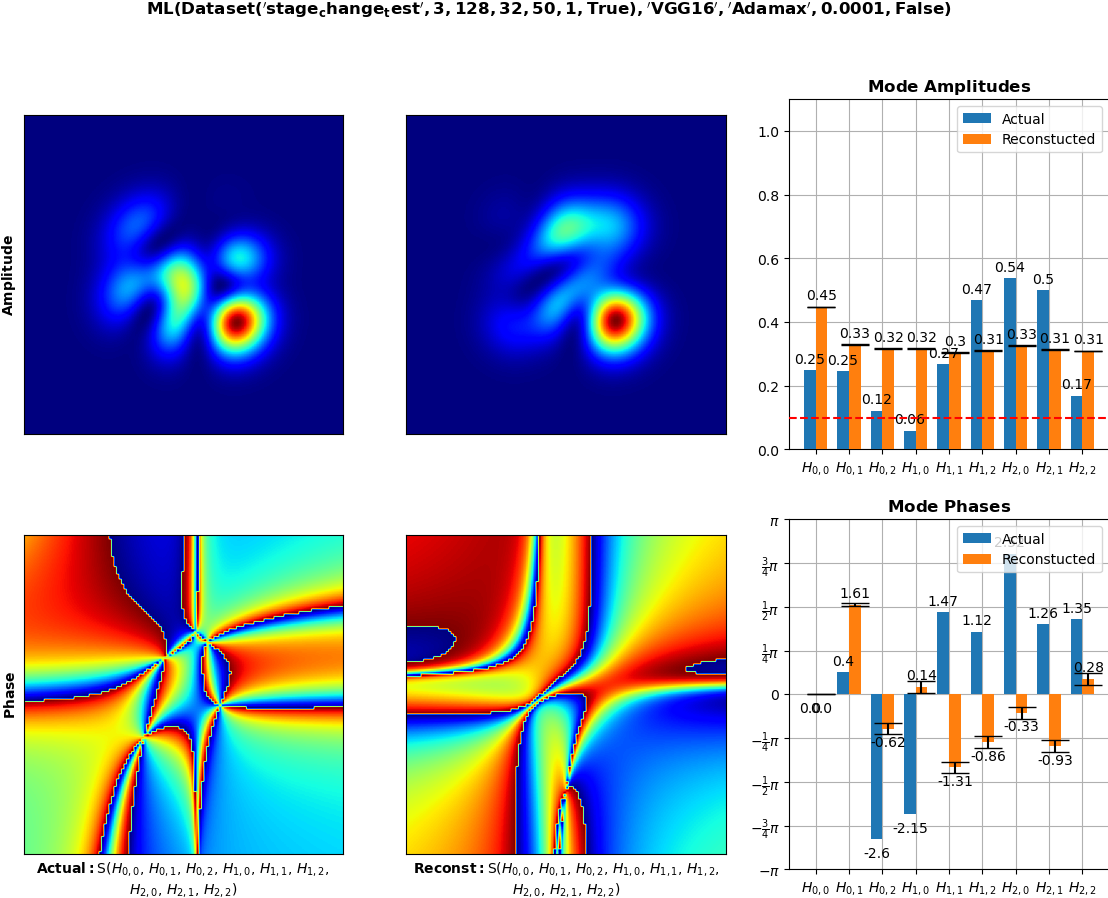 ML(Dataset('stage_change_test', 3, 128, 32, 50, 1, True), 'VGG16', 'Adamax', 0.0001, False)
Amplitude
Mode Amplitudes
Actual
Reconstucted
1.0
0.8
0.6
0.4
0.2
0.0
0.25 0.45 0.25 0.33 0.12 0.32 0.06 0.32 0.27 0.3 0.47 0.31 0.54 0.33 0.5 0.31 0.17 0.31
H0,0 H0,1 H0,2 H1,0 H1,1 H1,2 H2,0 H2,1 H2,2
Phase
Actual: S(H0,0, H0,1, H0,2, H1,0, H1,1, H1,2,
H2,0, H2,1, H2,2)
Reconst: S(H0,0, H0,1, H0,2, H1,0, H1,1, H1,2,
H2,0, H2,1, H2,2)
Mode Phases
Actual
Reconstucted
π
3/4π
1/2π
1/4π
0
−1/4π
−1/2π
−3/4π
−π
0.0 0.0 0.4 1.61 -2.6 -0.62 -2.15 0.14 1.47 -1.31 1.12 -0.86 -0.33 1.26 -0.93 1.35 0.28
H0,0 H0,1 H0,2 H1,0 H1,1 H1,2 H2,0 H2,1 H2,2